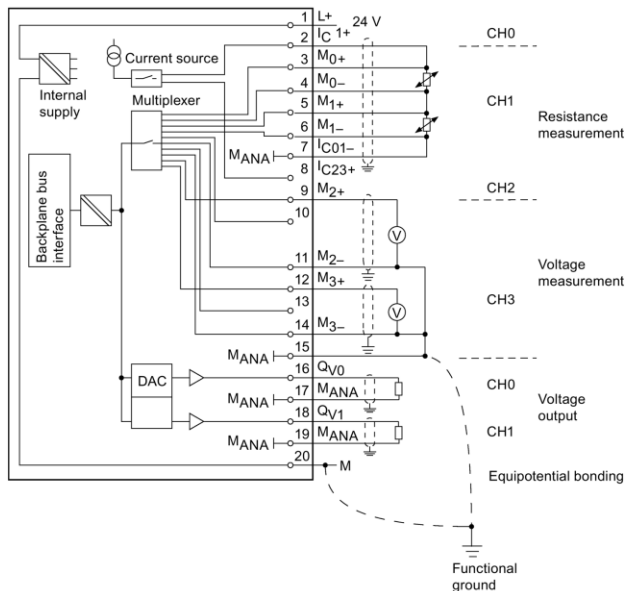 1 L+ 24 V
2 IC 1+ CH0
Current source
3 M0+
4 M0–
Internal
supply
Multiplexer
CH1
5 M1+
Resistance
measurement
6 M1–
MANA 7 IC01–
8 IC23+
9 M2+ CH2
10
Backplane bus
interface
V
11 M2–
Voltage
measurement
12 M3+
CH3
13
V
14 M3–
MANA 15
16 QV0 CH0
DAC
MANA 17 MANA
Voltage
output
18 QV1
CH1
MANA 19 MANA
20 M
Equipotential bonding
Functional
ground